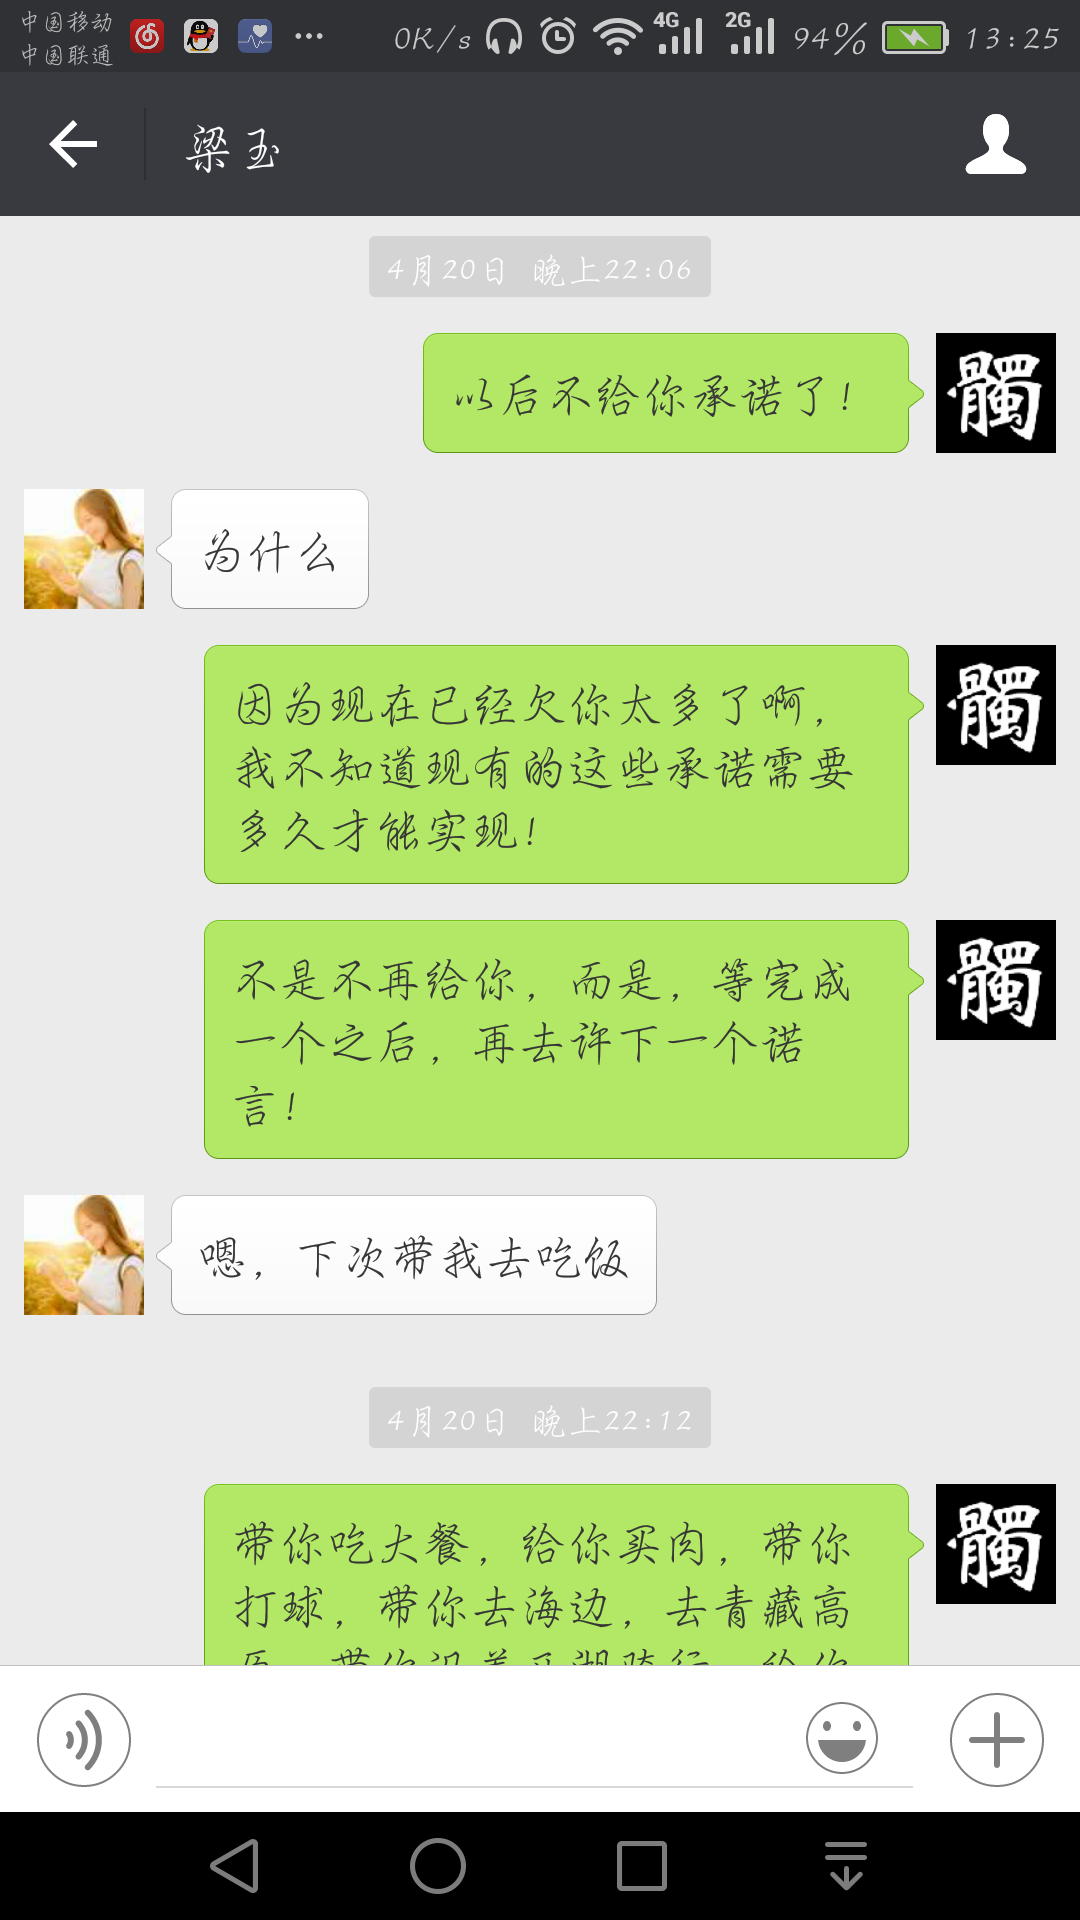 中国移动
中国联通
0K/s 4G 2G 94% 13:25
梁玉
4月20日 晚上22:06
以后不给你承诺了!
髑
为什么
因为现在已经欠你太多了啊,
我不知道现有的这些承诺需要
多久才能实现!
髑
不是不再给你，而是，等完成
一个之后，再去许下一个诺
言!
髑
嗯，下次带我去吃饭
4月20日 晚上22:12
带你吃大餐，给你买肉，带你
打球，带你去海边，去青藏高
髑